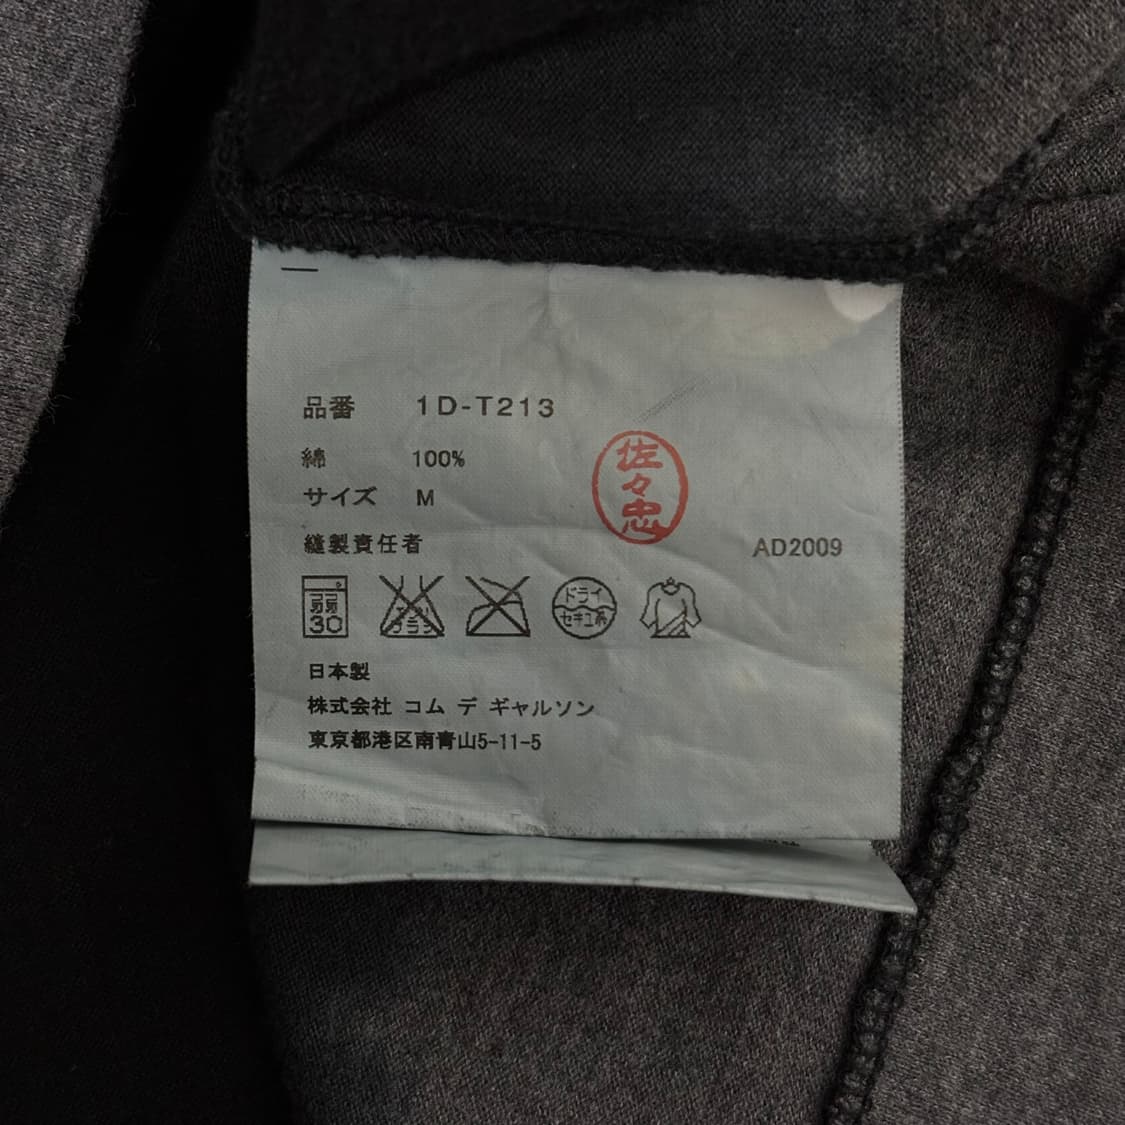 品番 1D-T213
綿 100%
サイズ M
佐々忠
縫製責任者 AD2009
弱 30
ドライ セキユ系
日本製
株式会社 コム デ ギャルソン
東京都港区南青山5-11-5